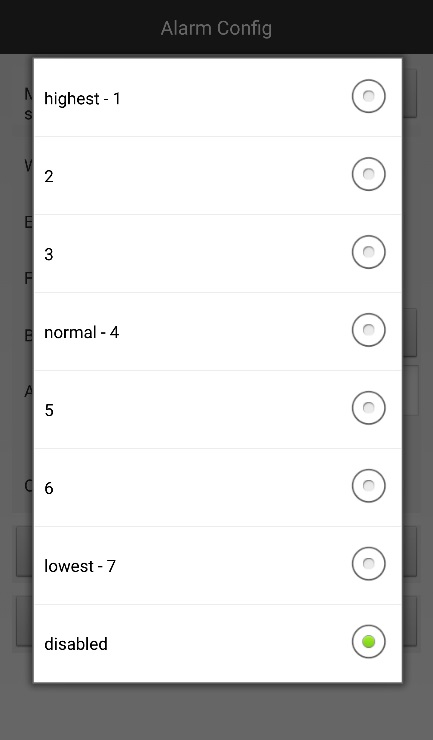 Alarm Config
highest - 1
2
3
normal - 4
5
6
lowest - 7
disabled